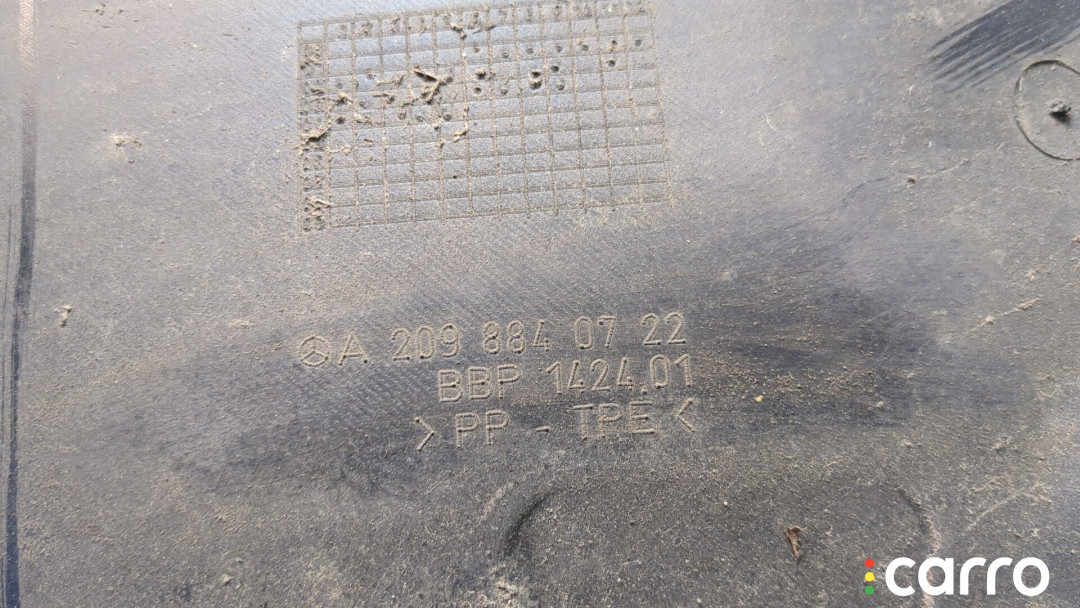 A 209 884 07 22
BBP 1424.01
>PP - TPE<
carro